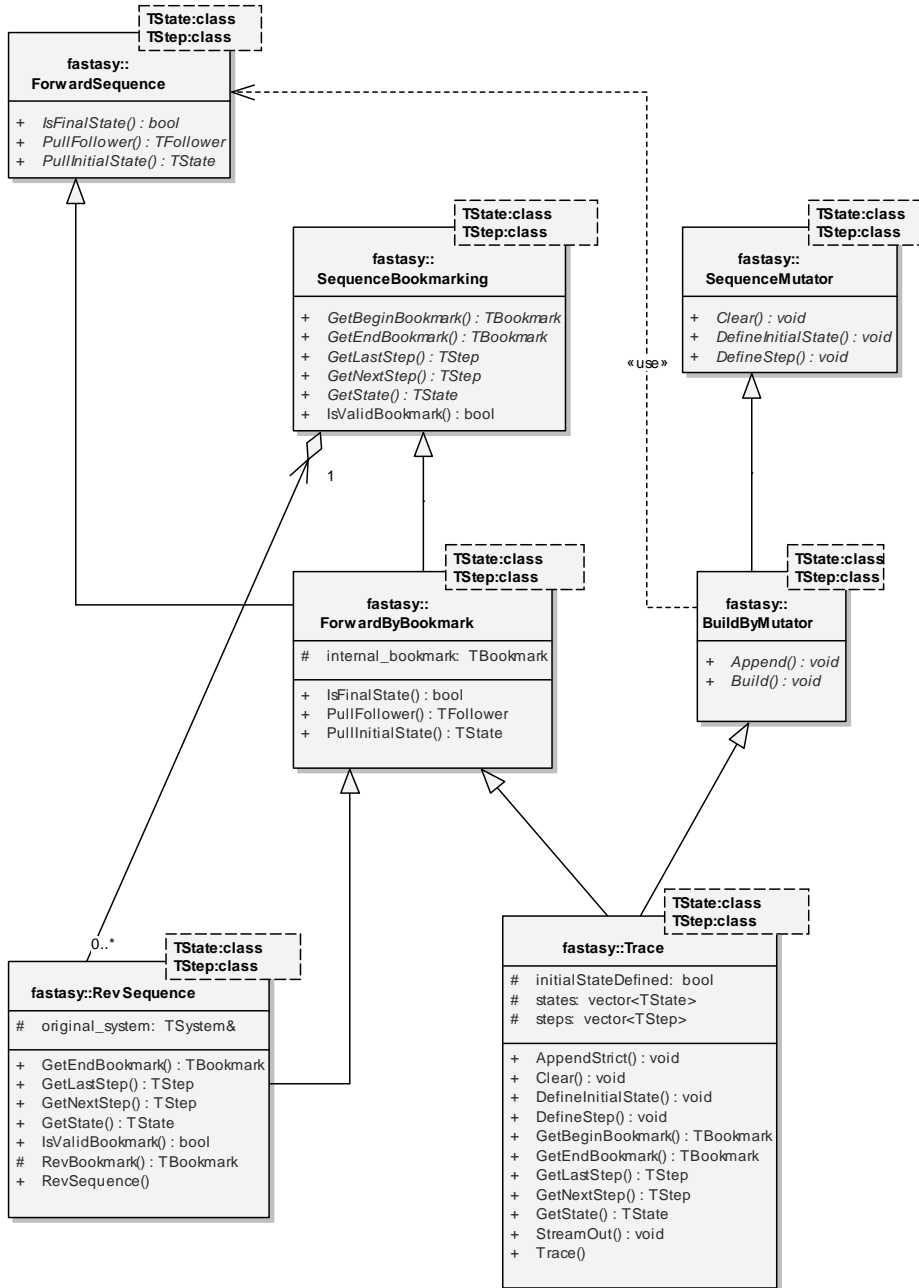 TState:class
TStep:class
fastasy::
ForwardSequence
+ IsFinalState() : bool
+ PullFollower() : TFollower
+ PullInitialState() : TState
TState:class
TStep:class
fastasy::
SequenceBookmarking
+ GetBeginBookmark() : TBookmark
+ GetEndBookmark() : TBookmark
+ GetLastStep() : TStep
+ GetNextStep() : TStep
+ GetState() : TState
+ IsValidBookmark() : bool
TState:class
TStep:class
fastasy::
SequenceMutator
+ Clear() : void
+ DefineInitialState() : void
+ DefineStep() : void
«use»
1
TState:class
TStep:class
fastasy::
ForwardByBookmark
# internal_bookmark: TBookmark
+ IsFinalState() : bool
+ PullFollower() : TFollower
+ PullInitialState() : TState
TState:class
TStep:class
fastasy::
BuildByMutator
+ Append() : void
+ Build() : void
0..*
TState:class
TStep:class
fastasy::RevSequence
# original_system: TSystem&
+ GetEndBookmark() : TBookmark
+ GetLastStep() : TStep
+ GetNextStep() : TStep
+ GetState() : TState
+ IsValidBookmark() : bool
# RevBookmark() : TBookmark
+ RevSequence()
TState:class
TStep:class
fastasy::Trace
# initialStateDefined: bool
# states: vector<TState>
# steps: vector<TStep>
+ AppendStrict() : void
+ Clear() : void
+ DefineInitialState() : void
+ DefineStep() : void
+ GetBeginBookmark() : TBookmark
+ GetEndBookmark() : TBookmark
+ GetLastStep() : TStep
+ GetNextStep() : TStep
+ GetState() : TState
+ StreamOut() : void
+ Trace()